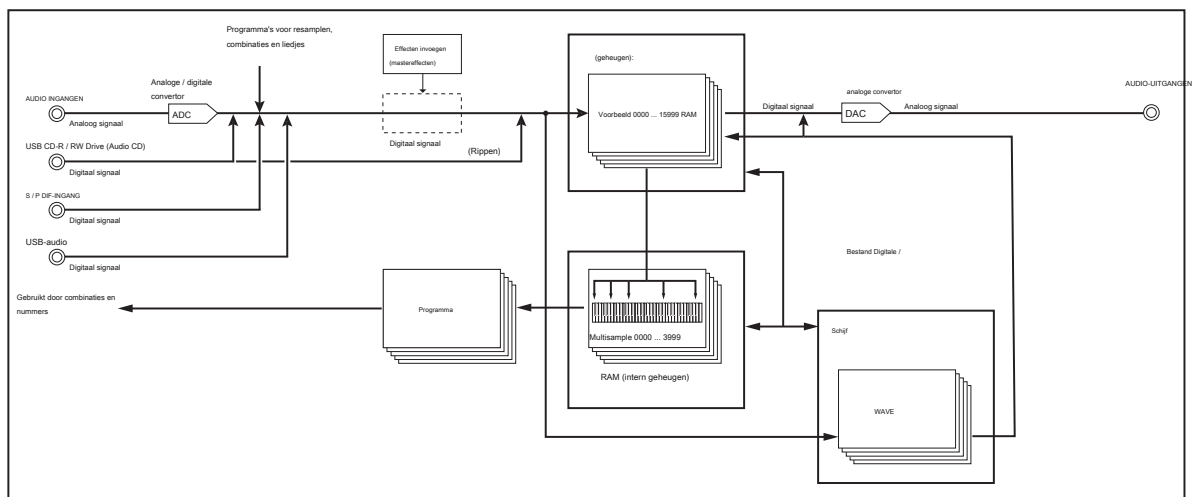 Programma's voor resamplen,
combinaties en liedjes
Effecten invoegen
(mastereffecten)
(geheugen):
Analoge / digitale
convertor
AUDIO INGANGEN
ADC
Analoog signaal
Digitaal signaal
(Rippen)
Voorbeeld 0000 ... 15999 RAM
Digitaal signaal
analoge convertor
DAC
Analoog signaal
AUDIO-UITGANGEN
USB CD-R / RW Drive (Audio CD)
Digitaal signaal
S / P DIF-INGANG
Digitaal signaal
USB-audio
Digitaal signaal
Bestand Digitale /
Gebruikt door combinaties en
nummers
Programma
Multisample 0000 ... 3999
RAM (intern geheugen)
Schijf
WAVE